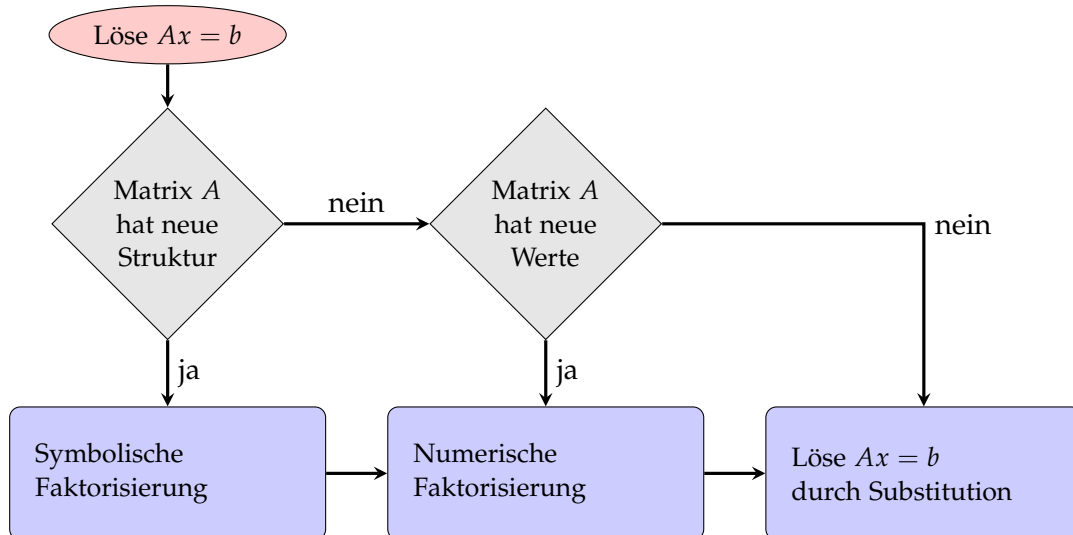 Löse Ax = b
Matrix A
hat neue
Struktur
nein
Matrix A
hat neue
Werte
nein
ja
ja
Symbolische
Faktorisierung
Numerische
Faktorisierung
Löse Ax = b
durch Substitution